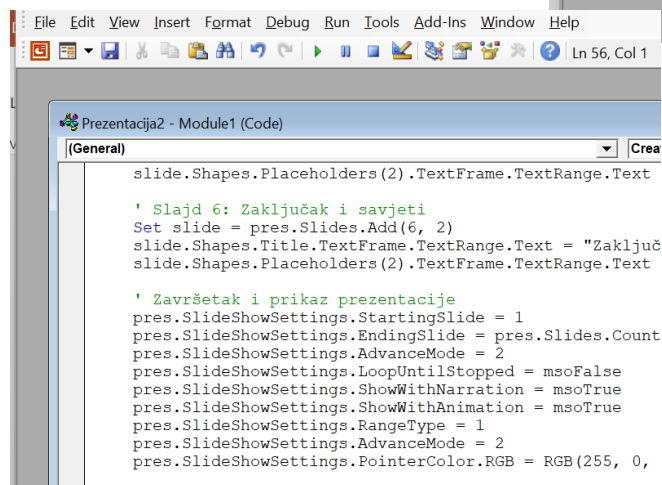 File Edit View Insert Format Debug Run Tools Add-Ins Window Help
Ln 56, Col 1
Prezentacija2 - Module1 (Code)
(General)
slide.Shapes.Placeholders(2).TextFrame.TextRange.Text
' Slajd 6: Zaključak i savjeti
Set slide = pres.Slides.Add(6, 2)
slide.Shapes.Title.TextFrame.TextRange.Text = "Zaključ
slide.Shapes.Placeholders(2).TextFrame.TextRange.Text
' Završetak i prikaz prezentacije
pres.SlideShowSettings.StartingSlide = 1
pres.SlideShowSettings.EndingSlide = pres.Slides.Count
pres.SlideShowSettings.AdvanceMode = 2
pres.SlideShowSettings.LoopUntilStopped = msoFalse
pres.SlideShowSettings.ShowWithNarration = msoTrue
pres.SlideShowSettings.ShowWithAnimation = msoTrue
pres.SlideShowSettings.RangeType = 1
pres.SlideShowSettings.AdvanceMode = 2
pres.SlideShowSettings.PointerColor.RGB = RGB(255, 0,